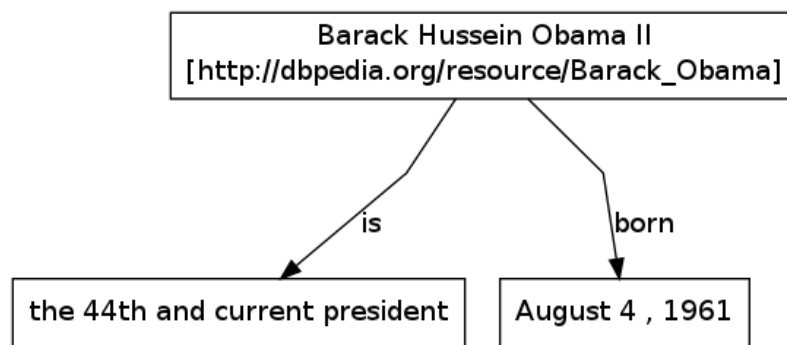 Barack Hussein Obama II
[http://dbpedia.org/resource/Barack_Obama]
is
born
the 44th and current president
August 4 , 1961